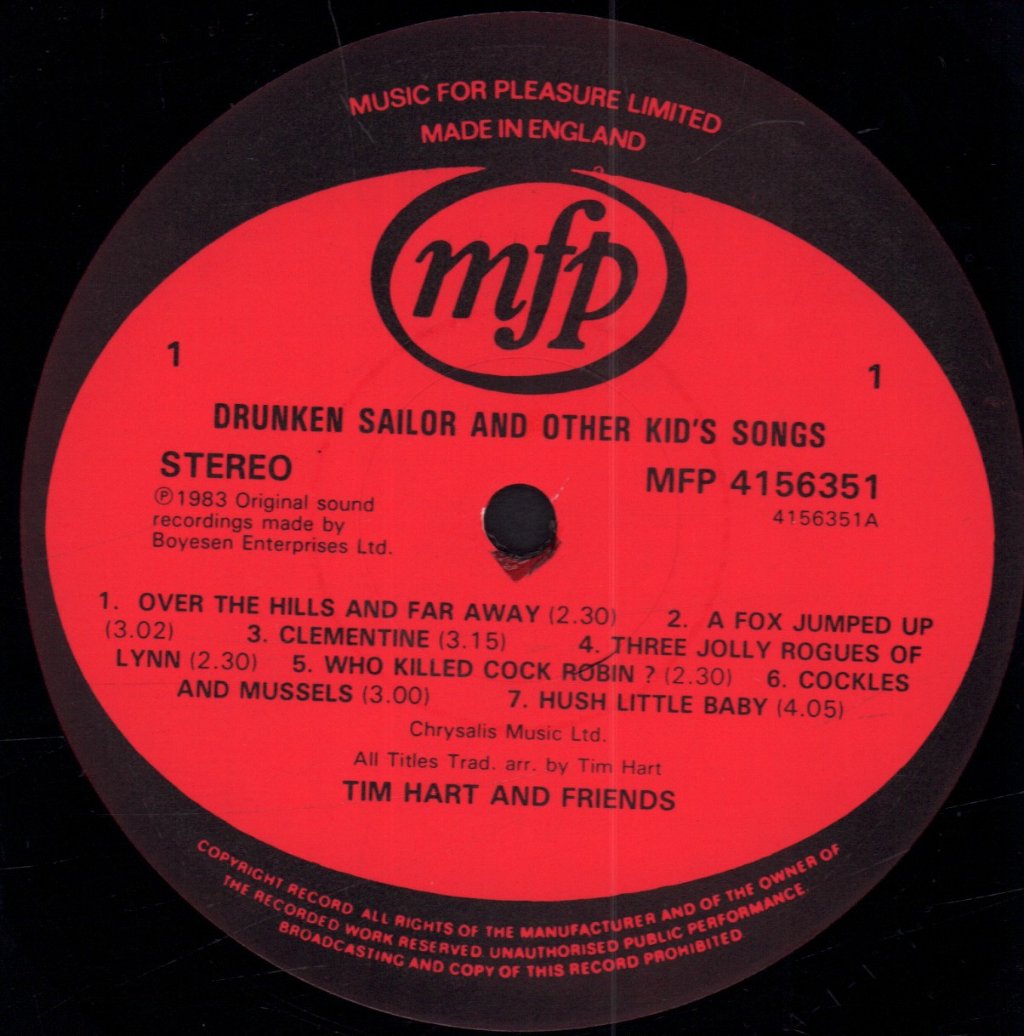 MUSIC FOR PLEASURE LIMITED
MADE IN ENGLAND
mfp
1 1
DRUNKEN SAILOR AND OTHER KID'S SONGS
STEREO MFP 4156351
℗1983 Original sound 4156351A
recordings made by
Boyesen Enterprises Ltd.
1. OVER THE HILLS AND FAR AWAY (2.30) 2. A FOX JUMPED UP
(3.02) 3. CLEMENTINE (3.15) 4. THREE JOLLY ROGUES OF
LYNN (2.30) 5. WHO KILLED COCK ROBIN ? (2.30) 6. COCKLES
AND MUSSELS (3.00) 7. HUSH LITTLE BABY (4.05)
Chrysalis Music Ltd.
All Titles Trad. arr. by Tim Hart
TIM HART AND FRIENDS
COPYRIGHT RECORD. ALL RIGHTS OF THE MANUFACTURER AND OF THE OWNER OF
THE RECORDED WORK RESERVED. UNAUTHORISED PUBLIC PERFORMANCE.
BROADCASTING AND COPY OF THIS RECORD PROHIBITED